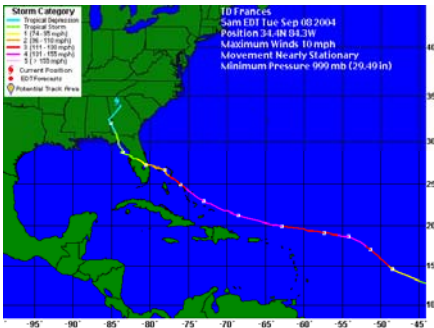 Storm Category
Tropical Depression
Tropical Storm
1 (74 - 95 mph)
2 (96 - 110 mph)
3 (111 - 130 mph)
4 (131 - 155 mph)
5 ( > 155 mph)
Current Position
EDT Forecasts
Potential Track Area
TD Frances
5am EDT Tue Sep 08 2004
Position 34.4N 84.3W
Maximum Winds 10 mph
Movement Nearly Stationary
Minimum Pressure 999 mb (29.49 in)
40
35
30
25
20
15
10
-95° -90° -85° -80° -75° -70° -65° -60° -55° -50° -45